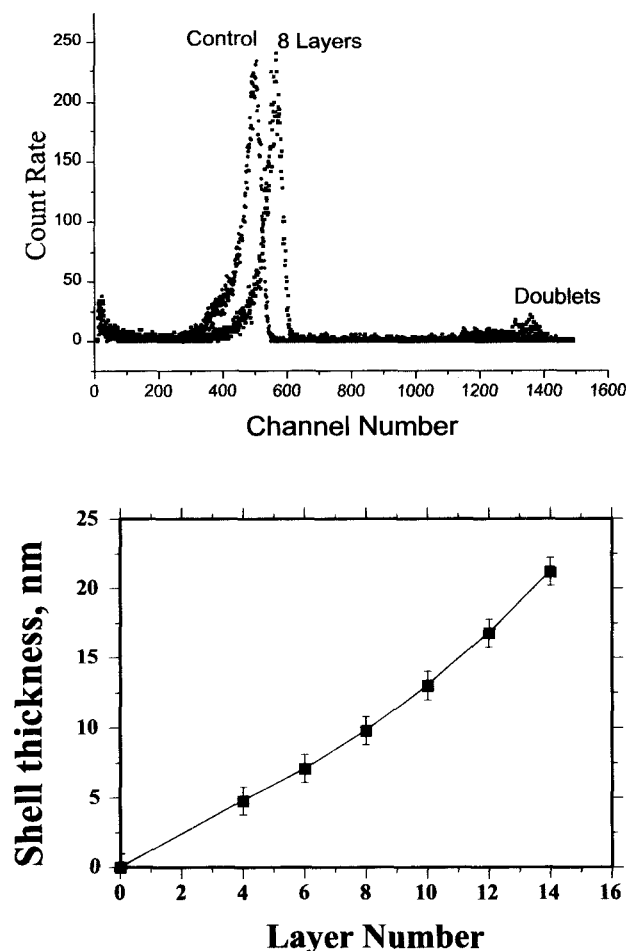 Control 8 Layers
250
200
150
100
50
0
Count Rate
Doublets
0 200 400 600 800 1000 1200 1400 1600
Channel Number
25
20
15
10
5
0
Shell thickness, nm
0 2 4 6 8 10 12 14 16
Layer Number